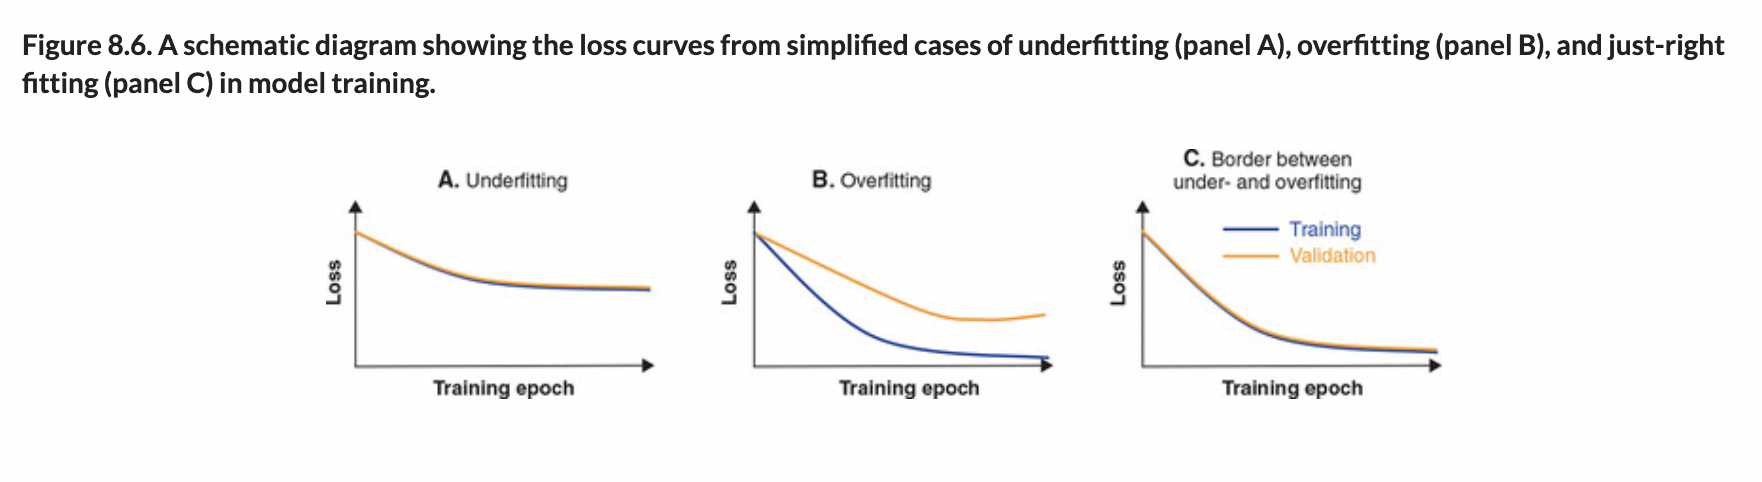 Figure 8.6. A schematic diagram showing the loss curves from simplified cases of underfitting (panel A), overfitting (panel B), and just-right
fitting (panel C) in model training.
A. Underfitting
Loss
Training epoch
B. Overfitting
Loss
Training epoch
C. Border between
under- and overfitting
Training
Validation
Loss
Training epoch